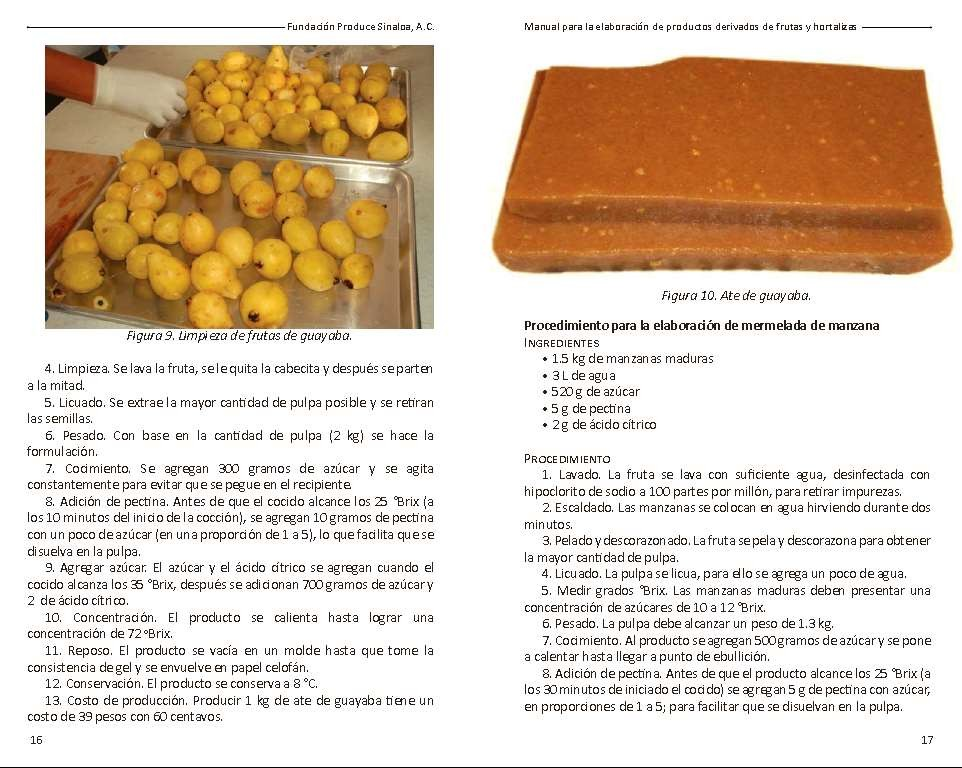 Fundación Produce Sinaloa, A.C.
Figura 9. Limpieza de frutas de guayaba.
4. Limpieza. Se lava la fruta, se le quita la cabecita y después se parten
a la mitad.
5. Licuado. Se extrae la mayor cantidad de pulpa posible y se retiran
las semillas.
6. Pesado. Con base en la cantidad de pulpa (2 kg) se hace la
formulación.
7. Cocimiento. Se agregan 300 gramos de azúcar y se agita
constantemente para evitar que se pegue en el recipiente.
8. Adición de pectina. Antes de que el cocido alcance los 25 °Brix (a
los 10 minutos del inicio de la cocción), se agregan 10 gramos de pectina
con un poco de azúcar (en una proporción de 1 a 5), lo que facilita que se
disuelva en la pulpa.
9. Agregar azúcar. El azúcar y el ácido cítrico se agregan cuando el
cocido alcanza los 35 °Brix, después se adicionan 700 gramos de azúcar y
2 de ácido cítrico.
10. Concentración. El producto se calienta hasta lograr una
concentración de 72 ºBrix.
11. Reposo. El producto se vacía en un molde hasta que tome la
consistencia de gel y se envuelve en papel celofán.
12. Conservación. El producto se conserva a 8 °C.
13. Costo de producción. Producir 1 kg de ate de guayaba tiene un
costo de 39 pesos con 60 centavos.
16
Manual para la elaboración de productos derivados de frutas y hortalizas
Figura 10. Ate de guayaba.
Procedimiento para la elaboración de mermelada de manzana
Ingredientes
• 1.5 kg de manzanas maduras
• 3 L de agua
• 520 g de azúcar
• 5 g de pectina
• 2 g de ácido cítrico
Procedimiento
1. Lavado. La fruta se lava con suficiente agua, desinfectada con
hipoclorito de sodio a 100 partes por millón, para retirar impurezas.
2. Escaldado. Las manzanas se colocan en agua hirviendo durante dos
minutos.
3. Pelado y descorazonado. La fruta se pela y descorazona para obtener
la mayor cantidad de pulpa.
4. Licuado. La pulpa se licua, para ello se agrega un poco de agua.
5. Medir grados °Brix. Las manzanas maduras deben presentar una
concentración de azúcares de 10 a 12 °Brix.
6. Pesado. La pulpa debe alcanzar un peso de 1.3 kg.
7. Cocimiento. Al producto se agregan 500 gramos de azúcar y se pone
a calentar hasta llegar a punto de ebullición.
8. Adición de pectina. Antes de que el producto alcance los 25 °Brix (a
los 30 minutos de iniciado el cocido) se agregan 5 g de pectina con azúcar,
en proporciones de 1 a 5; para facilitar que se disuelvan en la pulpa.
17